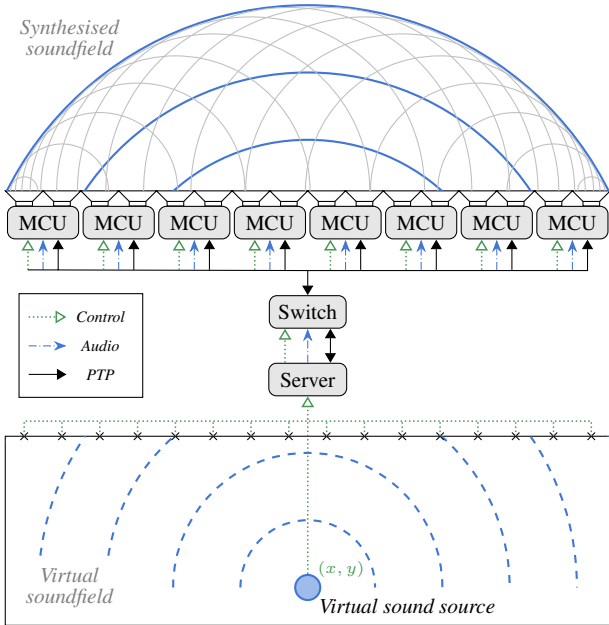 Synthesised
soundfield
MCU MCU MCU MCU MCU MCU MCU MCU
Switch
Control
Audio
PTP
Server
(x, y)
Virtual
soundfield
Virtual sound source